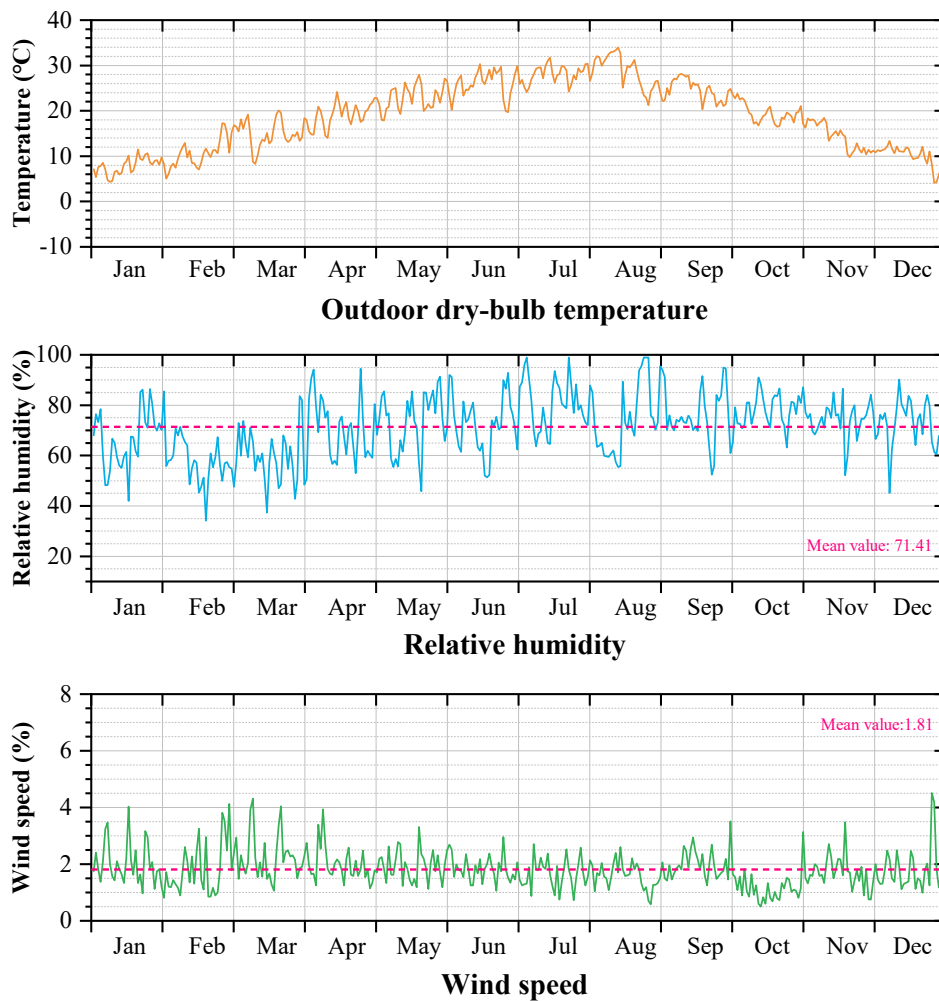 Temperature (℃)
40
30
20
10
0
-10
Jan Feb Mar Apr May Jun Jul Aug Sep Oct Nov Dec
Outdoor dry-bulb temperature
Relative humidity (%)
100
80
60
40
20
Mean value: 71.41
Jan Feb Mar Apr May Jun Jul Aug Sep Oct Nov Dec
Relative humidity
Wind speed (%)
8
6
4
2
0
Mean value:1.81
Jan Feb Mar Apr May Jun Jul Aug Sep Oct Nov Dec
Wind speed